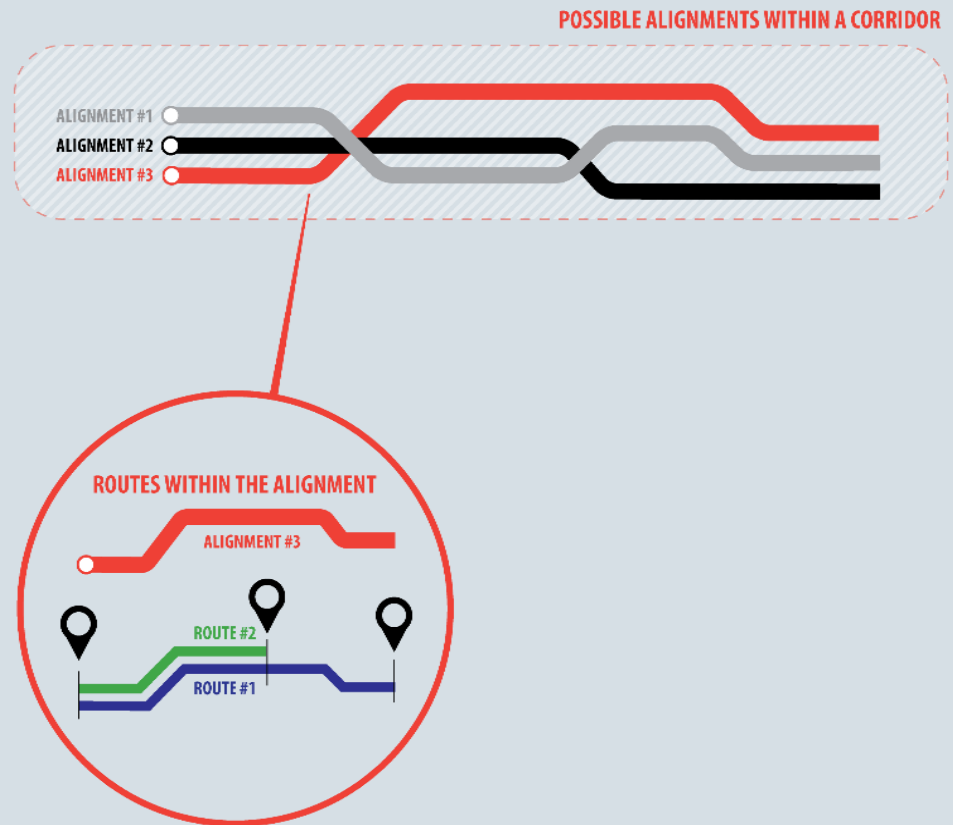 POSSIBLE ALIGNMENTS WITHIN A CORRIDOR
ALIGNMENT #1
ALIGNMENT #2
ALIGNMENT #3
ROUTES WITHIN THE ALIGNMENT
ALIGNMENT #3
ROUTE #2
ROUTE #1